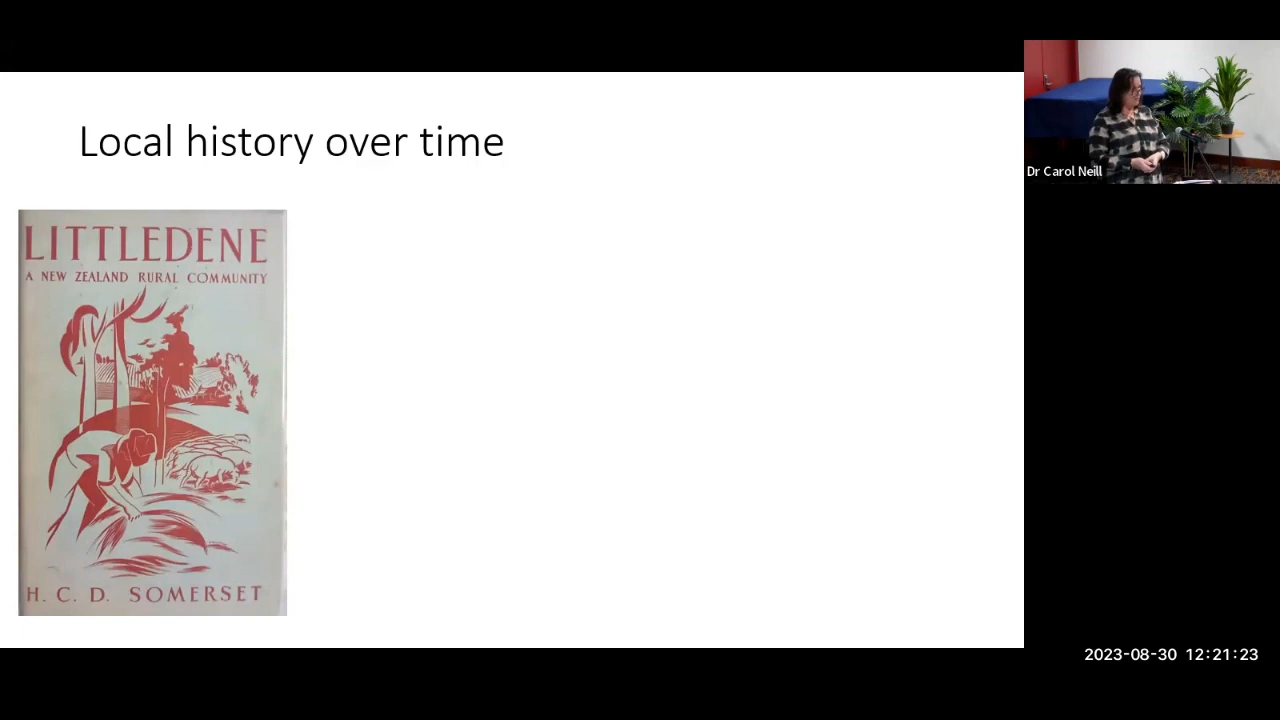 Local history over time
LITTLEDENE
A NEW ZEALAND RURAL COMMUNITY
H. C. D. SOMERSET
Dr Carol Neill
2023-08-30 12:21:23